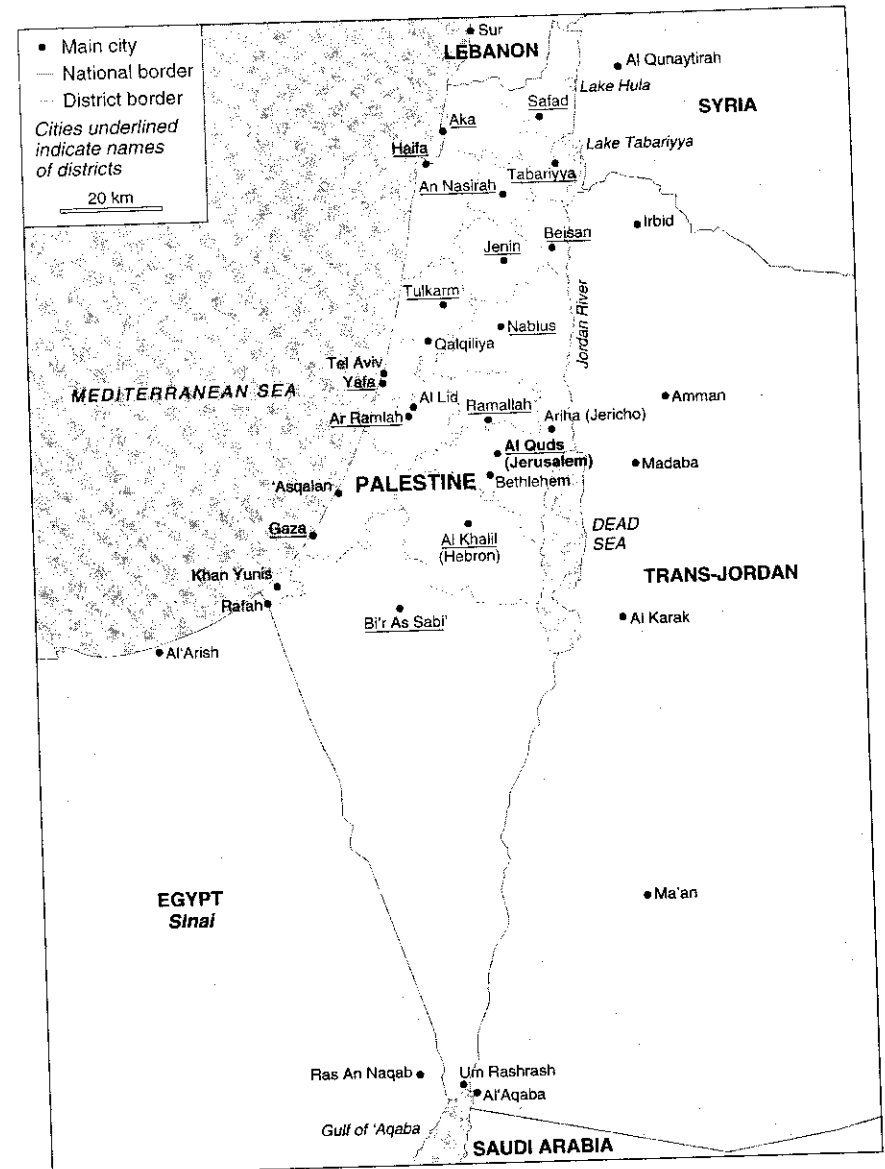 Main city
National border
District border
Cities underlined
indicate names
of districts
20 km
Sur
LEBANON
Al Qunaytirah
Lake Hula
SYRIA
Safad
Aka
Lake Tabariyya
Haifa
Tabariyya
An Nasirah
Irbid
Beisan
Jenin
Tulkarm
Jordan River
Nablus
Qalqiliya
Tel Aviv
Yafa
MEDITERRANEAN SEA
Amman
Al Lid
Ramallah
Ariha (Jericho)
Ar Ramlah
Al Quds
(Jerusalem)
Madaba
Bethlehem
PALESTINE
'Asqalan
DEAD
SEA
Gaza
Al Khalil
(Hebron)
TRANS-JORDAN
Khan Yunis
Rafah
Bi'r As Sabi'
Al Karak
Al'Arish
EGYPT
Sinai
Ma'an
Ras An Naqab
Um Rashrash
Al'Aqaba
Gulf of 'Aqaba
SAUDI ARABIA